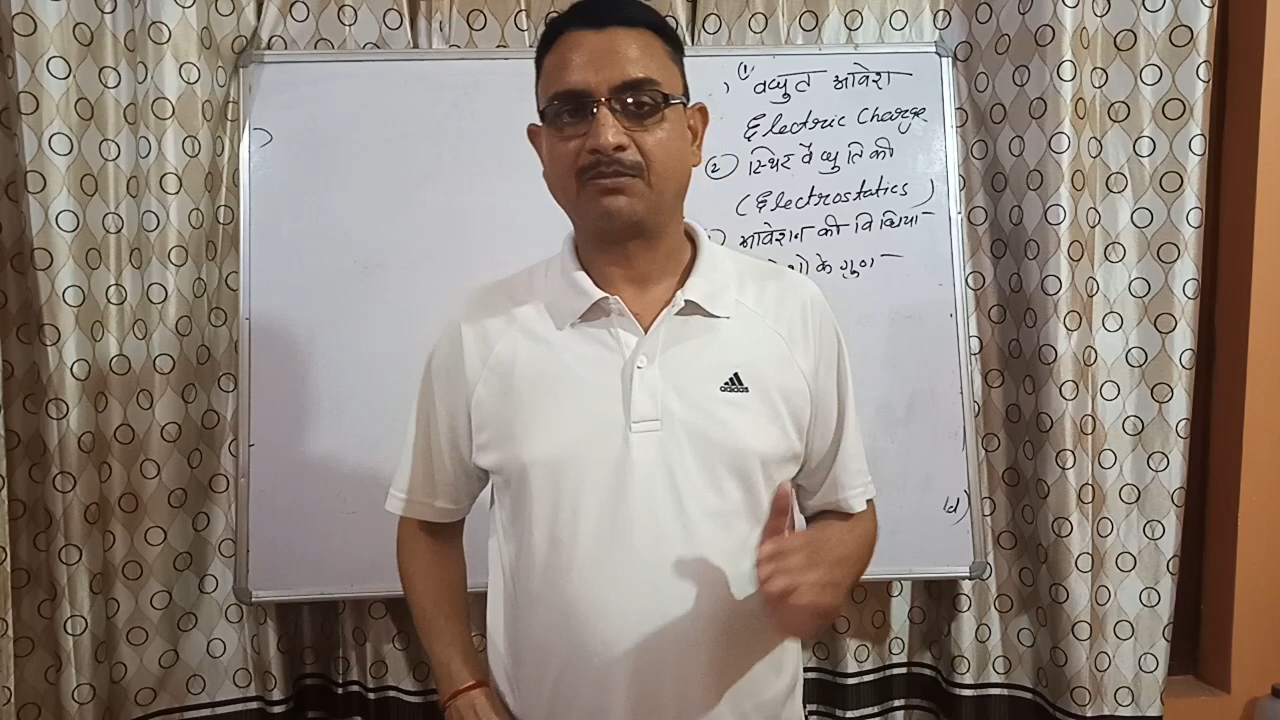 (1) विद्युत आवेश
Electric Charge
(2) स्थिर वैद्युतिकी
(Electrostatics)
) आवेशन की विधियां
के गुण
adidas
(d)